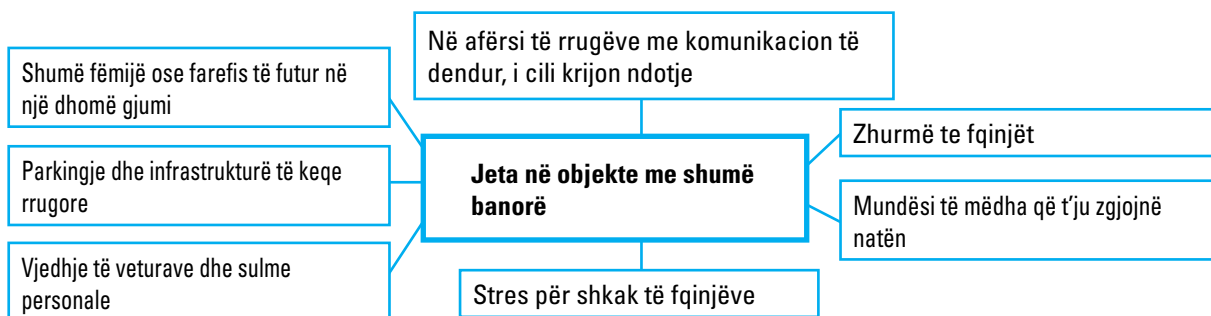 Në afërsi të rrugëve me komunikacion të
dendur, i cili krijon ndotje
Shumë fëmijë ose farefis të futur në
një dhomë gjumi
Parkingje dhe infrastrukturë të keqe
rrugore
Vjedhje të veturave dhe sulme
personale
Jeta në objekte me shumë
banorë
Stres për shkak të fqinjëve
Zhurmë te fqinjët
Mundësi të mëdha që t’ju zgjojnë
natën